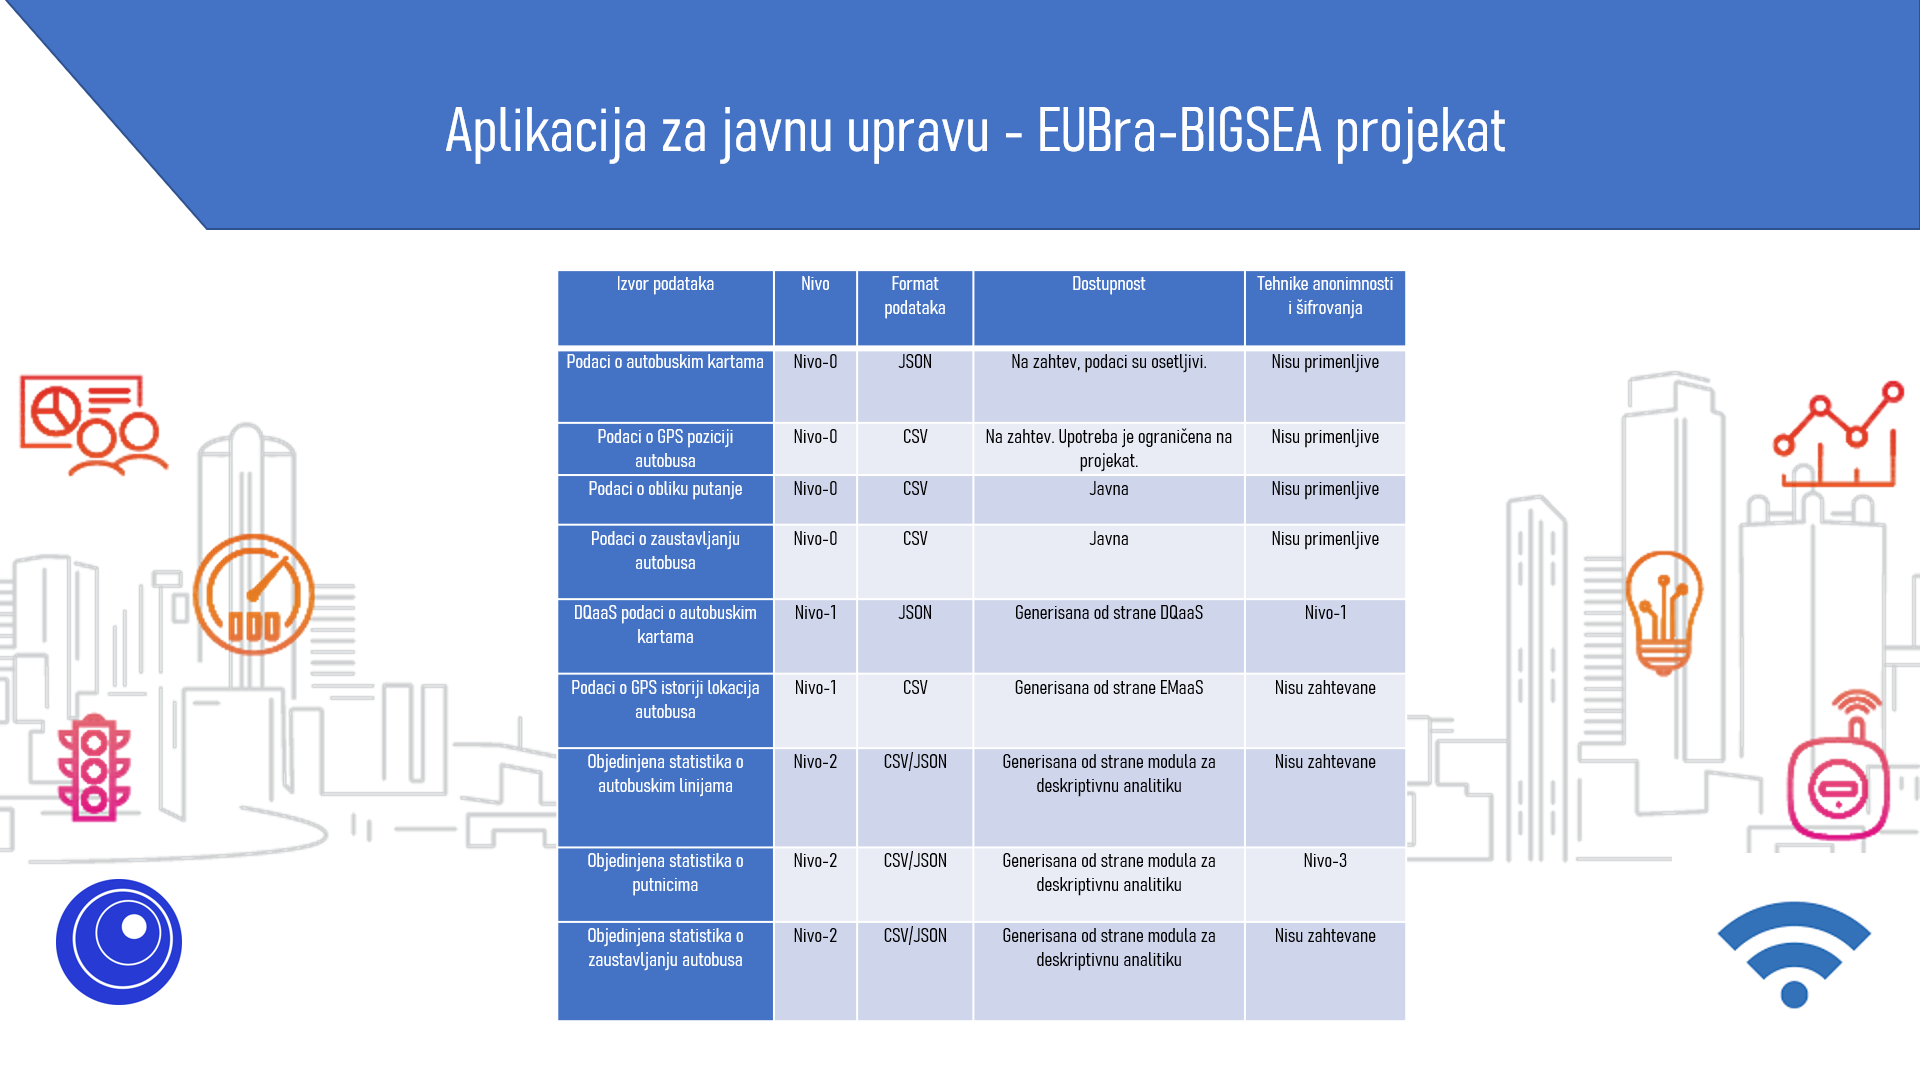 Aplikacija za javnu upravu - EUBra-BIGSEA projekat
Izvor podataka
Nivo
Format
podataka
Dostupnost
Tehnike anonimnosti
i šifrovanja
Podaci o autobuskim kartama
Nivo-0
JSON
Na zahtev, podaci su osetljivi.
Nisu primenljive
Podaci o GPS poziciji
autobusa
Nivo-0
CSV
Na zahtev. Upotreba je ograničena na
projekat.
Nisu primenljive
Podaci o obliku putanje
Nivo-0
CSV
Javna
Nisu primenljive
Podaci o zaustavljanju
autobusa
Nivo-0
CSV
Javna
Nisu primenljive
DQaaS podaci o autobuskim
kartama
Nivo-1
JSON
Generisana od strane DQaaS
Nivo-1
Podaci o GPS istoriji lokacija
autobusa
Nivo-1
CSV
Generisana od strane EMaaS
Nisu zahtevane
Objedinjena statistika o
autobuskim linijama
Nivo-2
CSV/JSON
Generisana od strane modula za
deskriptivnu analitiku
Nisu zahtevane
Objedinjena statistika o
putnicima
Nivo-2
CSV/JSON
Generisana od strane modula za
deskriptivnu analitiku
Nivo-3
Objedinjena statistika o
zaustavljanju autobusa
Nivo-2
CSV/JSON
Generisana od strane modula za
deskriptivnu analitiku
Nisu zahtevane